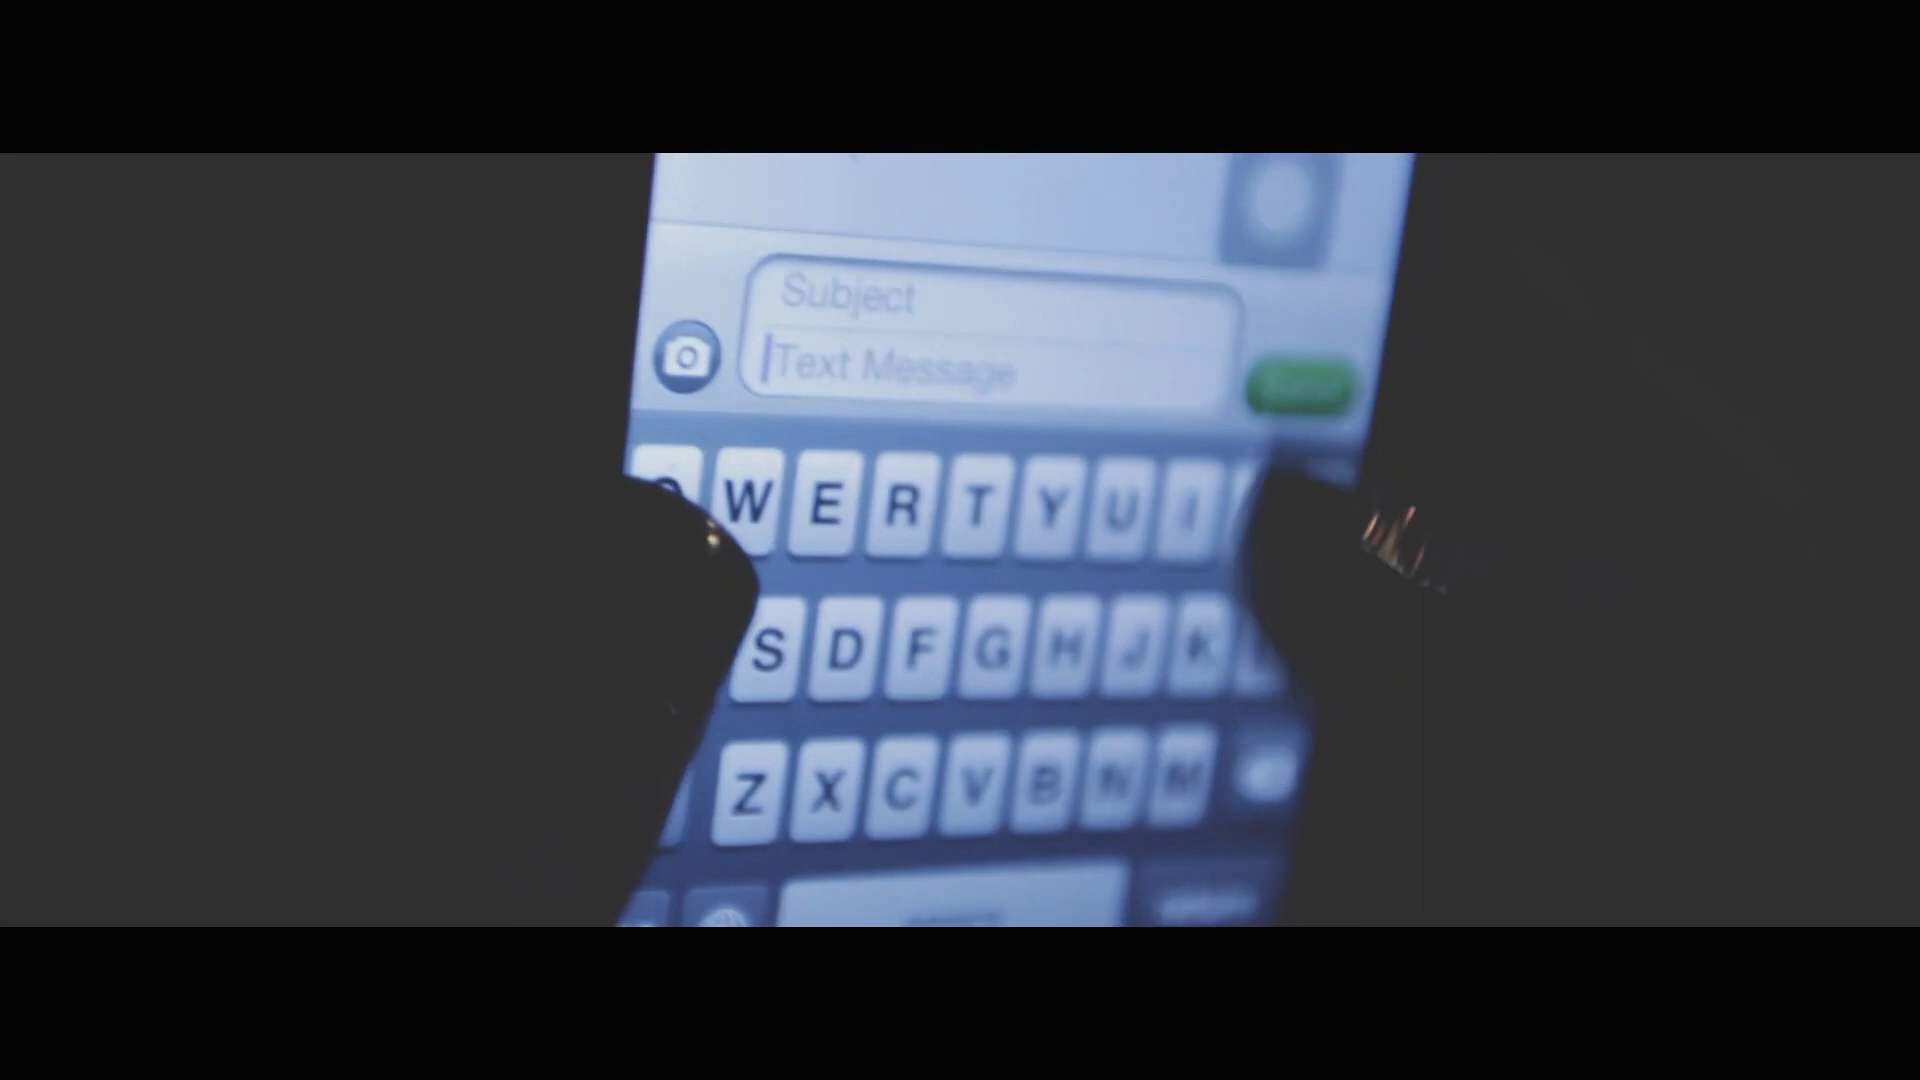 Subject
Text Message
Q W E R T Y U I
S D F G H J K
Z X C V B N M